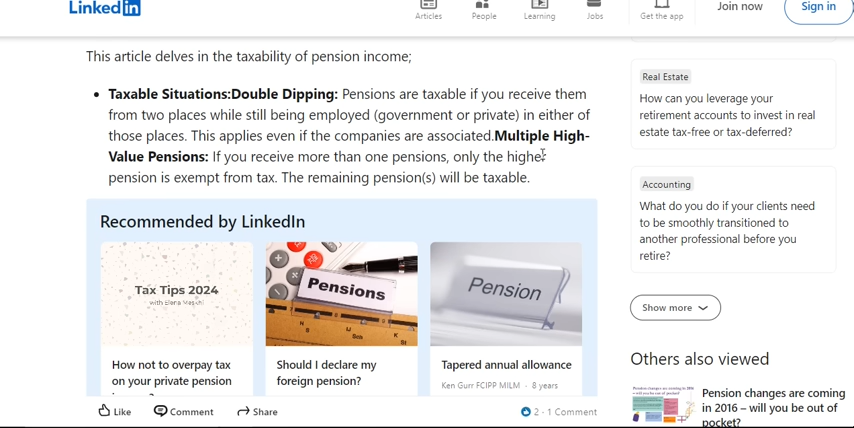 Linked in
Articles
People
Learning
Jobs
Get the app
Join now
Sign in
This article delves in the taxability of pension income;
• Taxable Situations:Double Dipping: Pensions are taxable if you receive them
from two places while still being employed (government or private) in either of
those places. This applies even if the companies are associated.Multiple High-
Value Pensions: If you receive more than one pensions, only the higher
pension is exempt from tax. The remaining pension(s) will be taxable.
Recommended by LinkedIn
Tax Tips 2024
How not to overpay tax
on your private pension
Pensions
Should I declare my
foreign pension?
Pension
Tapered annual allowance
Ken Gurr FCIPP MILM · 8 years
Like
Comment
Share
2 · 1 Comment
Real Estate
How can you leverage your
retirement accounts to invest in real
estate tax-free or tax-deferred?
Accounting
What do you do if your clients need
to be smoothly transitioned to
another professional before you
retire?
Show more
Others also viewed
Pension changes are coming
in 2016 – will you be out of
pocket?